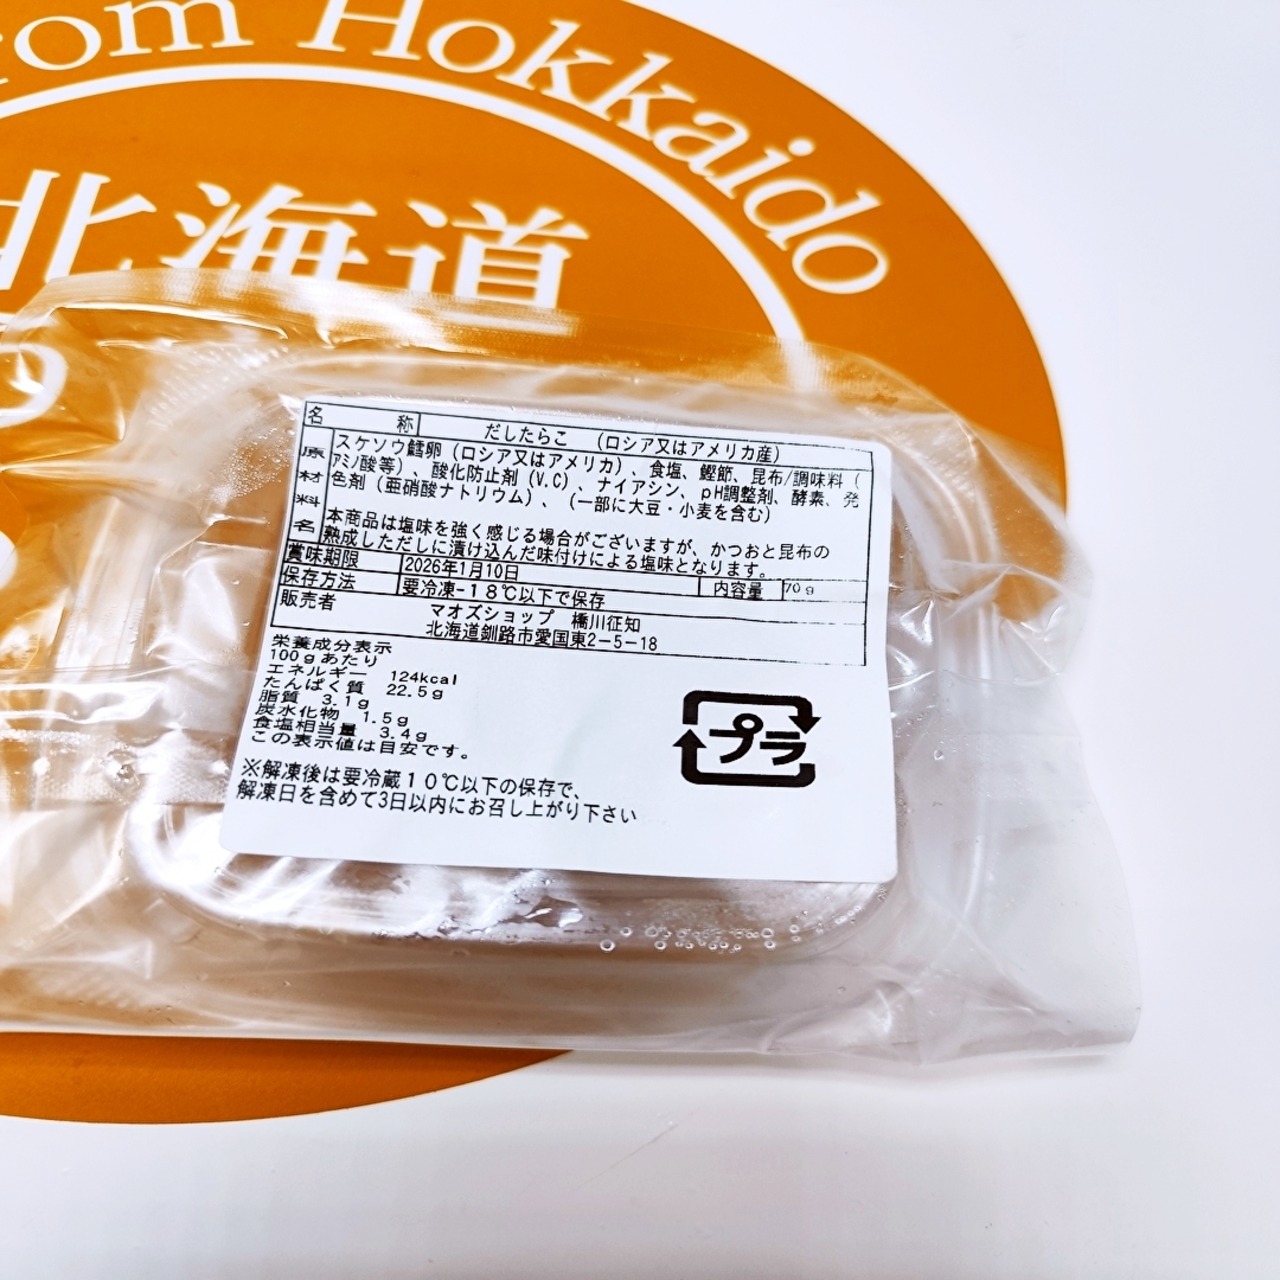 from Hokkaido
北海道
名称 だしたらこ （ロシア又はアメリカ産）
原材料名 スケソウ鱈卵（ロシア又はアメリカ）、食塩、鰹節、昆布/調味料（
ｱﾐﾉ酸等）、酸化防止剤（V.C）、ナイアシン、pH調整剤、酵素、発
色剤（亜硝酸ナトリウム）、（一部に大豆・小麦を含む）
本商品は塩味を強く感じる場合がございますが、かつおと昆布の
熟成しただしに漬け込んだ味付けによる塩味となります。
賞味期限 2026年1月10日 内容量 70g
保存方法 要冷凍-18℃以下で保存
販売者 マオズショップ 橋川征知
北海道釧路市愛国東2-5-18
栄養成分表示
100gあたり
エネルギー 124kcal
たんぱく質 22.5g
脂質 3.1g
炭水化物 1.5g
食塩相当量 3.4g
この表示値は目安です。
※解凍後は要冷蔵10℃以下の保存で、
解凍日を含めて3日以内にお召し上がり下さい
プラ